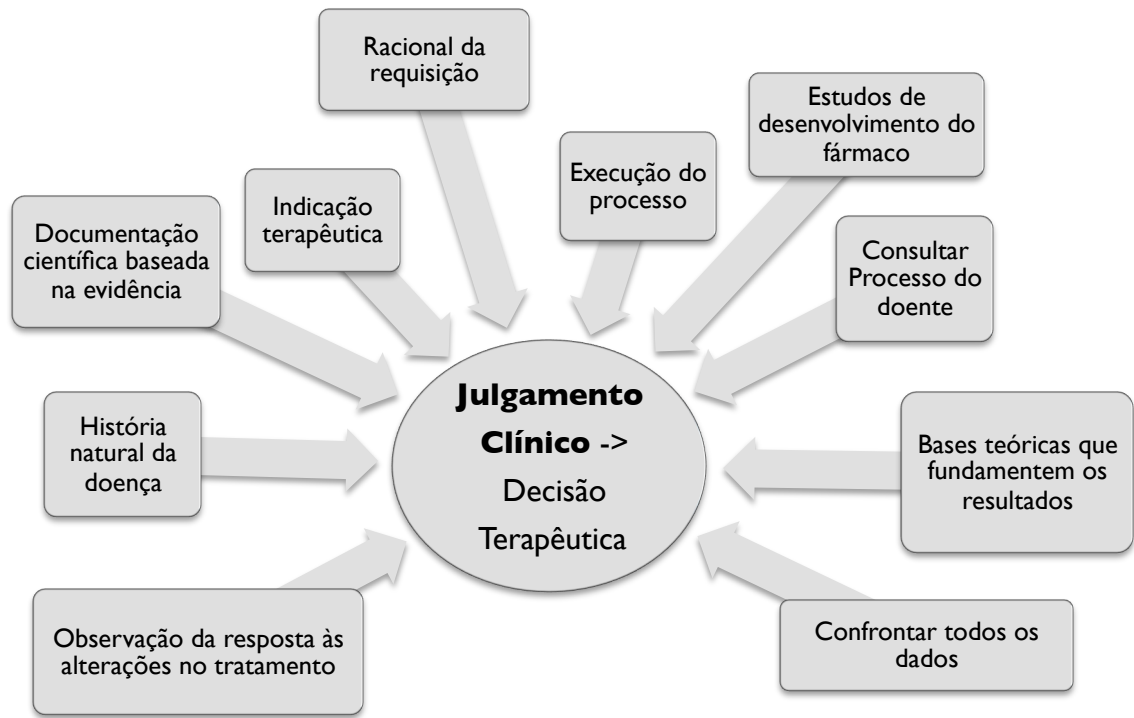 Racional da
requisição
Estudos de
desenvolvimento do
fármaco
Execução do
processo
Indicação
terapêutica
Documentação
científica baseada
na evidência
Consultar
Processo do
doente
Julgamento
Clínico ->
Decisão
Terapêutica
História
natural da
doença
Bases teóricas que
fundamentem os
resultados
Observação da resposta às
alterações no tratamento
Confrontar todos os
dados